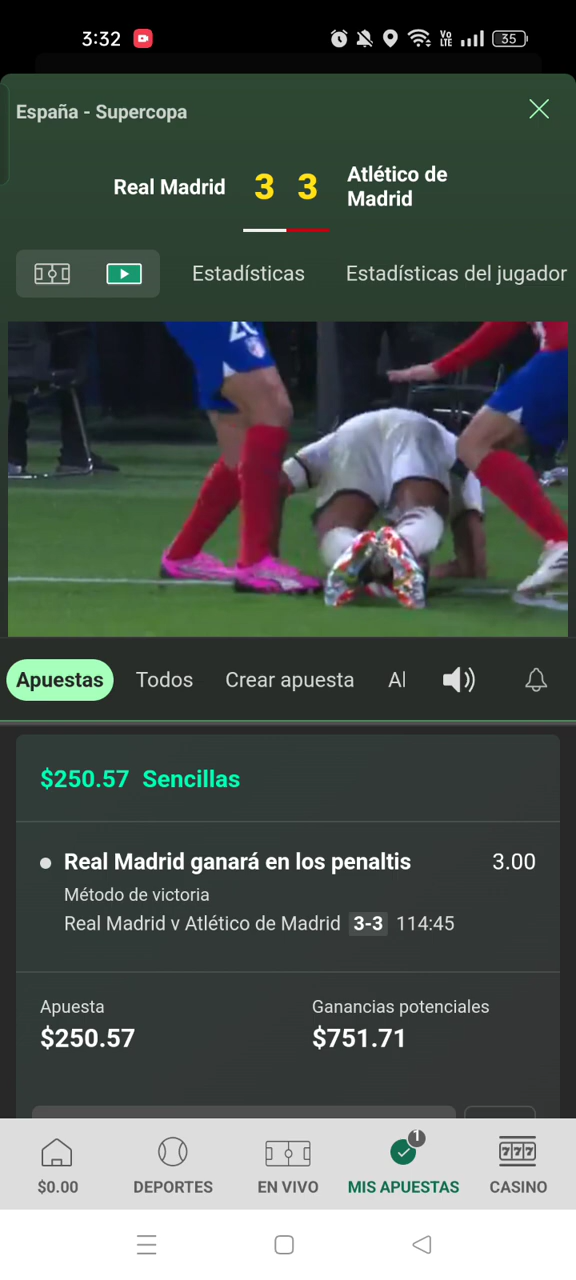 3:32
Vo LTE
35
España - Supercopa
Real Madrid
3 3
Atlético de
Madrid
Estadísticas
Estadísticas del jugador
Apuestas
Todos
Crear apuesta
Al
$250.57 Sencillas
Real Madrid ganará en los penaltis
3.00
Método de victoria
Real Madrid v Atlético de Madrid 3-3 114:45
Apuesta
Ganancias potenciales
$250.57
$751.71
1
777
$0.00
DEPORTES
EN VIVO
MIS APUESTAS
CASINO